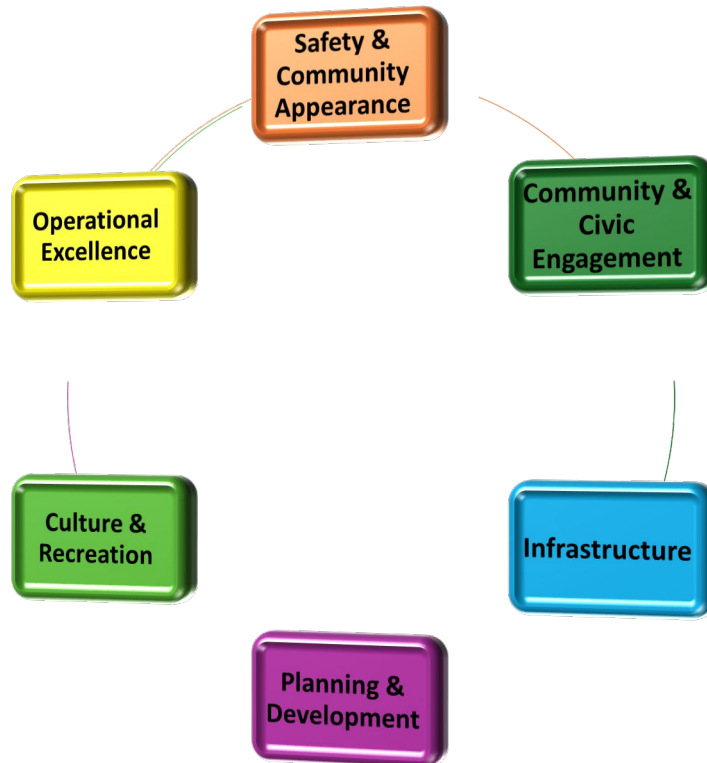 Safety &
Community
Appearance
Community &
Civic
Engagement
Infrastructure
Planning &
Development
Culture &
Recreation
Operational
Excellence